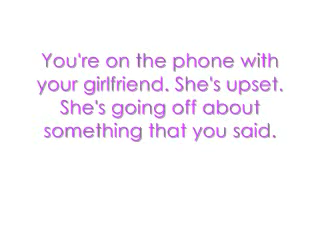 You're on the phone with
your girlfriend. She's upset.
She's going off about
something that you said.